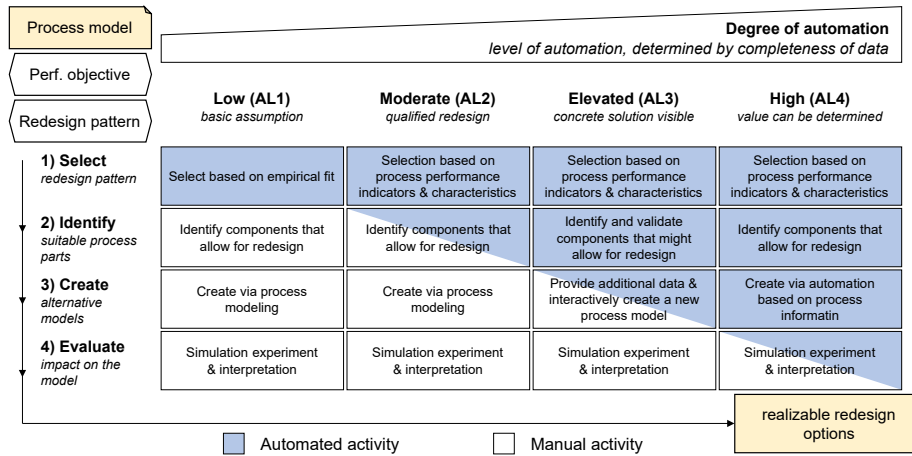 Process model
Degree of automation
level of automation, determined by completeness of data
Perf. objective
Redesign pattern
Low (AL1)
basic assumption
Moderate (AL2)
qualified redesign
Elevated (AL3)
concrete solution visible
High (AL4)
value can be determined
1) Select
redesign pattern
Select based on empirical fit
Selection based on
process performance
indicators & characteristics
Selection based on
process performance
indicators & characteristics
Selection based on
process performance
indicators & characteristics
2) Identify
suitable process
parts
Identify components that
allow for redesign
Identify components that
allow for redesign
Identify and validate
components that might
allow for redesign
Identify components that
allow for redesign
3) Create
alternative
models
Create via process
modeling
Create via process
modeling
Provide additional data &
interactively create a new
process model
Create via automation
based on process
informatin
4) Evaluate
impact on the
model
Simulation experiment
& interpretation
Simulation experiment
& interpretation
Simulation experiment
& interpretation
Simulation experiment
& interpretation
realizable redesign
options
Automated activity
Manual activity